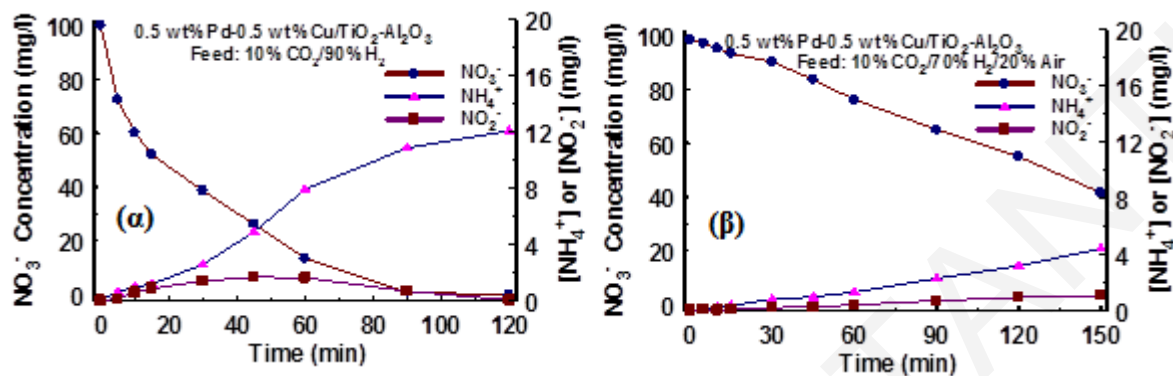 0.5 wt% Pd-0.5 wt% Cu/TiO₂-Al₂O₃
Feed: 10% CO₂/90% H₂
NO₃⁻
NH₄⁺
NO₂⁻
(α)
NO₃⁻ Concentration (mg/l)
100
80
60
40
20
0
[NH₄⁺] or [NO₂⁻] (mg/l)
20
16
12
8
4
0
0 20 40 60 80 100 120
Time (min)
0.5 wt% Pd-0.5 wt% Cu/TiO₂-Al₂O₃
Feed: 10% CO₂/70% H₂/20% Air
NO₃⁻
NH₄⁺
NO₂⁻
(β)
NO₃⁻ Concentration (mg/l)
100
80
60
40
20
0
[NH₄⁺] or [NO₂⁻] (mg/l)
20
16
12
8
4
0
0 30 60 90 120 150
Time (min)